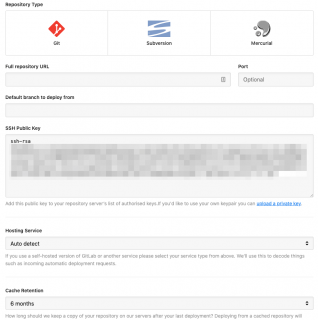 Repository Type
Git
Subversion
Mercurial
Full repository URL
Port
Optional
Default branch to deploy from
SSH Public Key
ssh-rsa
Add this public key to your repository server's list of authorised keys if you'd like to use your own keypair you can upload a private key.
Hosting Service
Auto detect
If you use a self-hosted version of GitLab or another service please select your service type from above. We'll use this to decode things
such as incoming automatic deployment requests.
Cache Retention
6 months
How long should we keep a copy of your repository on our servers after your last deployment? Deploying from a cached repository will